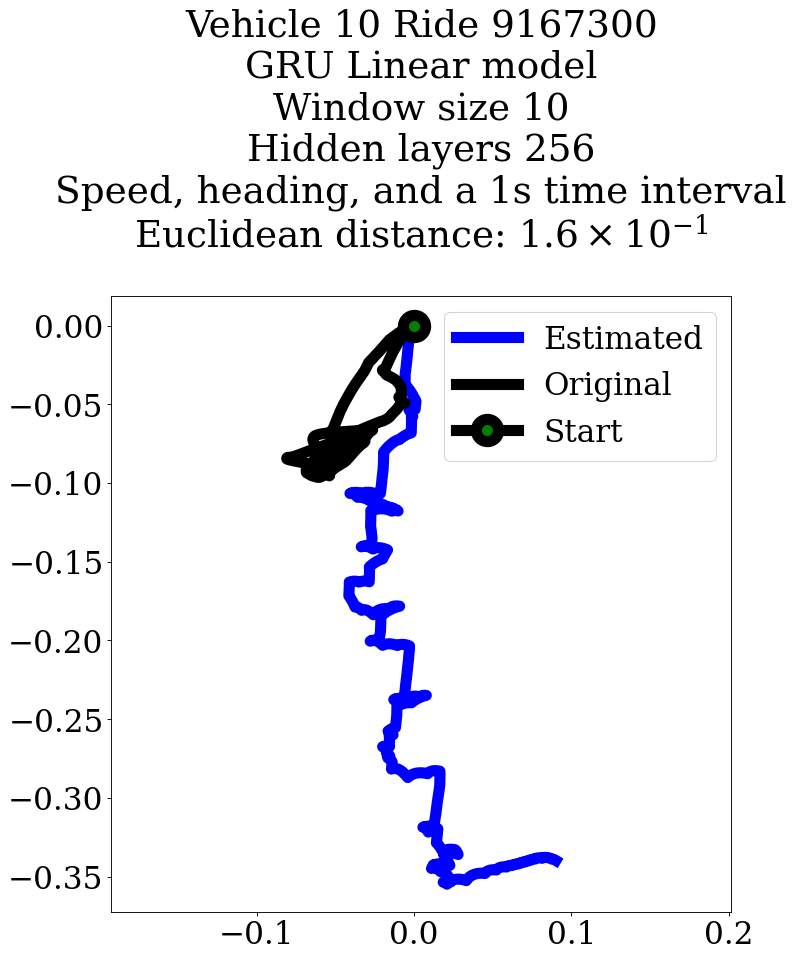 Vehicle 10 Ride 9167300
GRU Linear model
Window size 10
Hidden layers 256
Speed, heading, and a 1s time interval
Euclidean distance: 1.6 × 10⁻¹
Estimated
Original
Start
0.00
−0.05
−0.10
−0.15
−0.20
−0.25
−0.30
−0.35
−0.1 0.0 0.1 0.2